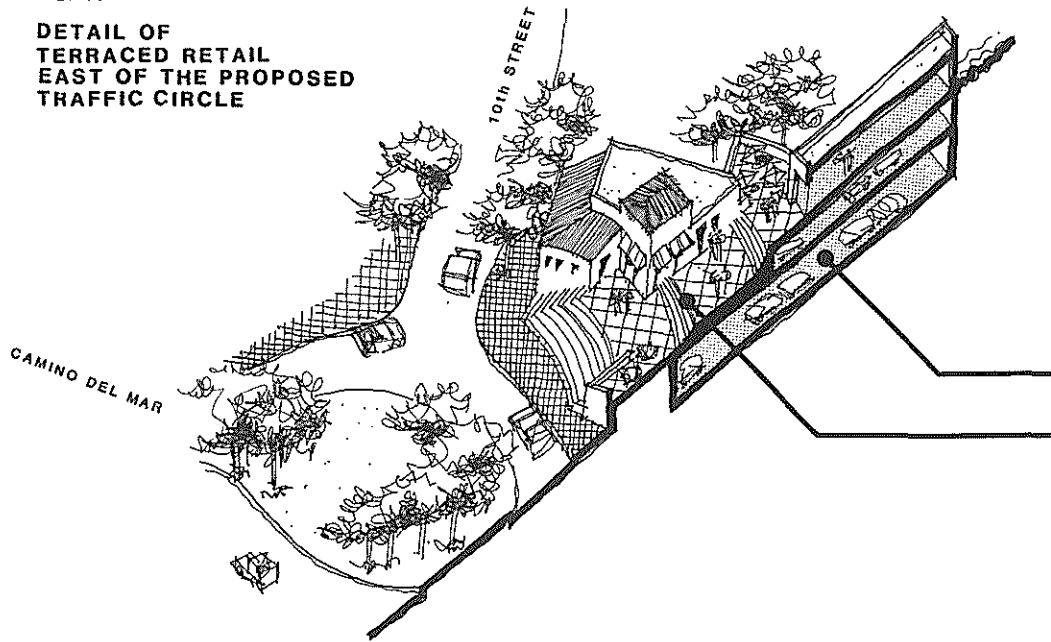 DETAIL OF
TERRACED RETAIL
EAST OF THE PROPOSED
TRAFFIC CIRCLE
10th STREET
CAMINO DEL MAR